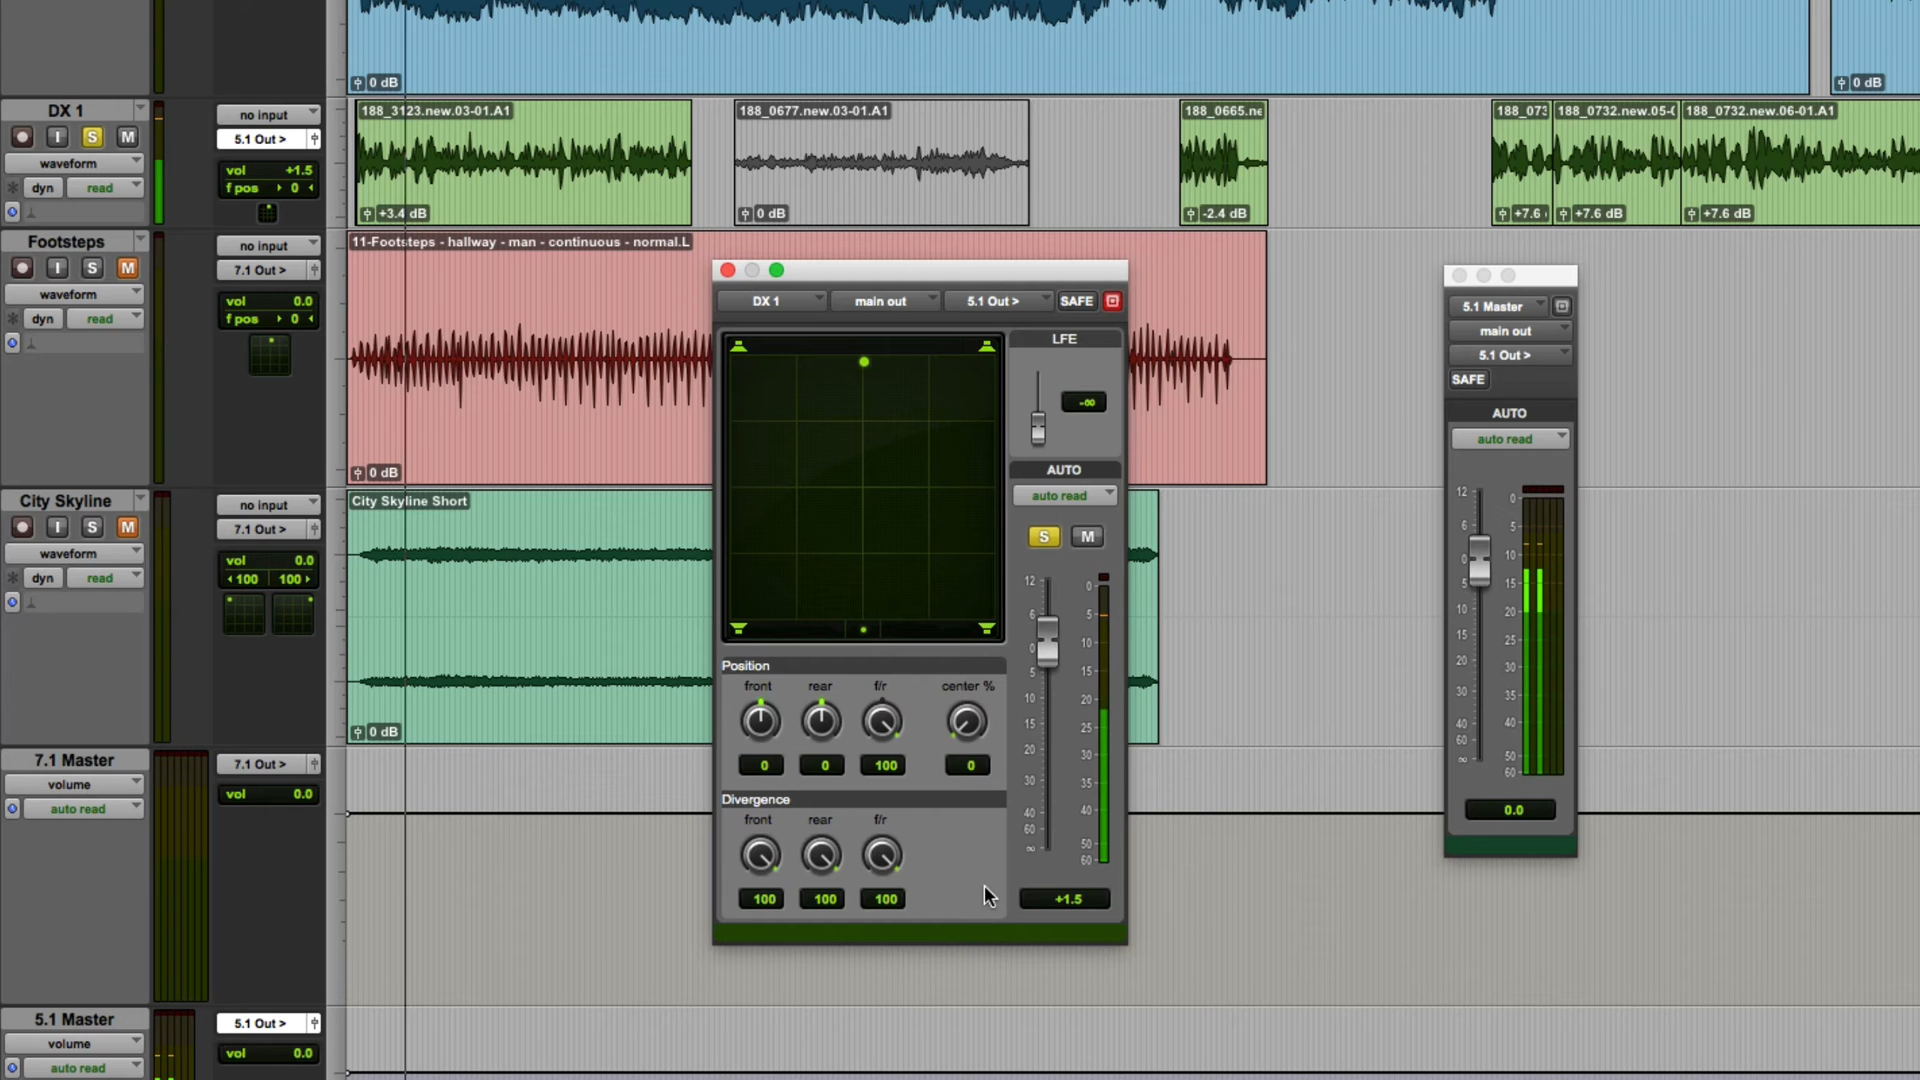 0 dB
0 dB
DX 1
I S M
waveform
dyn read
no input
5.1 Out >
vol +1.5
f pos 0
188_3123.new.03-01.A1
+3.4 dB
188_0677.new.03-01.A1
0 dB
188_0665.ne
-2.4 dB
188_073
+7.6
188_0732.new.05-
+7.6 dB
188_0732.new.06-01.A1
+7.6 dB
Footsteps
I S M
waveform
dyn read
no input
7.1 Out >
vol 0.0
f pos 0
11-Footsteps - hallway - man - continuous - normal.L
0 dB
City Skyline
I S M
waveform
dyn read
no input
7.1 Out >
vol 0.0
100 100
City Skyline Short
0 dB
7.1 Master
volume
auto read
7.1 Out >
vol 0.0
5.1 Master
volume
auto read
5.1 Out >
vol 0.0
DX 1 main out 5.1 Out > SAFE
LFE
-∞
AUTO
auto read
S M
12
6
0
5
10
15
20
30
40
60
∞
0
5
10
15
20
25
30
35
40
50
60
+1.5
Position
front rear f/r center %
0 0 100 0
Divergence
front rear f/r
100 100 100
5.1 Master
main out
5.1 Out >
SAFE
AUTO
auto read
12
6
0
5
10
15
20
30
40
60
∞
0
5
10
15
20
25
30
35
40
50
60
0.0